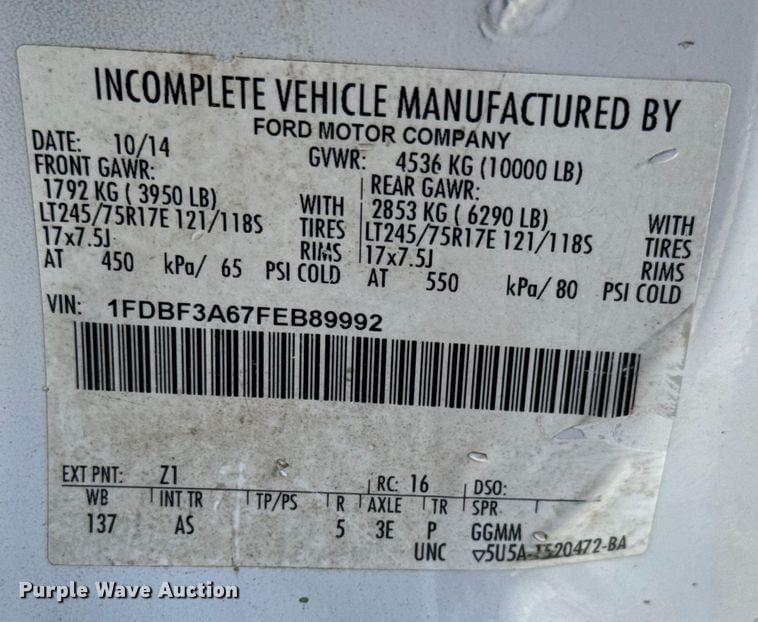 INCOMPLETE VEHICLE MANUFACTURED BY
FORD MOTOR COMPANY
DATE: 10/14 GVWR: 4536 KG (10000 LB)
FRONT GAWR: REAR GAWR:
1792 KG ( 3950 LB) WITH 2853 KG ( 6290 LB) WITH
LT245/75R17E 121/118S TIRES LT245/75R17E 121/118S TIRES
17x7.5J RIMS 17x7.5J RIMS
AT 450 kPa/ 65 PSI COLD AT 550 kPa/ 80 PSI COLD
VIN: 1FDBF3A67FEB89992
EXT PNT: Z1 RC: 16 DSO:
WB INT TR TP/PS R AXLE TR SPR
137 AS 5 3E P GGMM
UNC 5U5A-1520472-BA
Purple Wave Auction